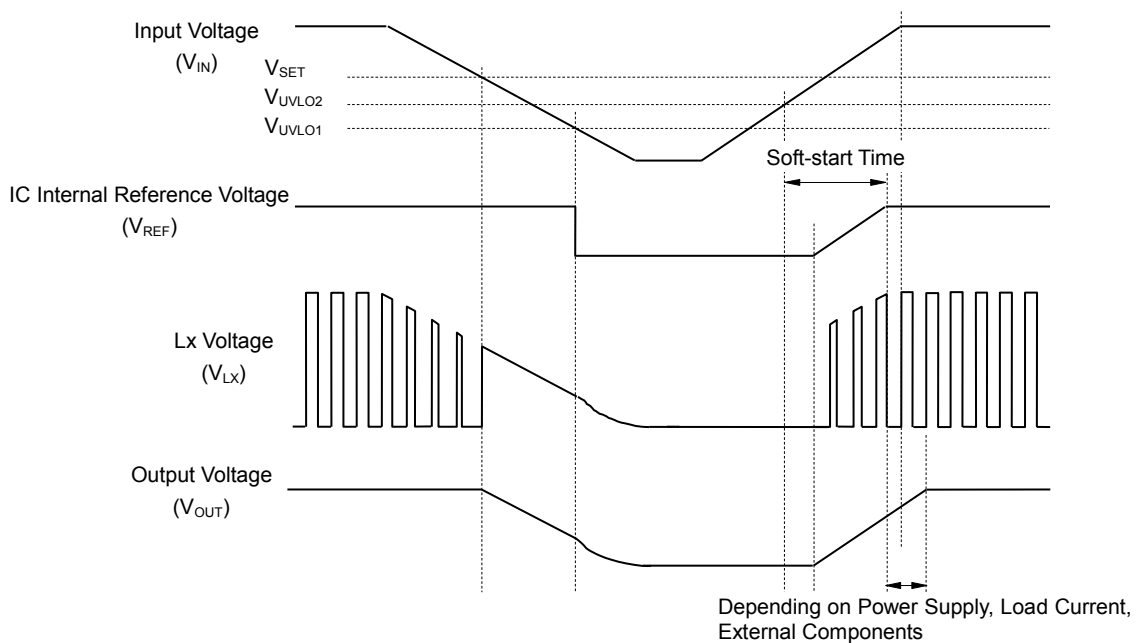 Input Voltage
(VIN)
VSET
VUVLO2
VUVLO1
Soft-start Time
IC Internal Reference Voltage
(VREF)
Lx Voltage
(VLX)
Output Voltage
(VOUT)
Depending on Power Supply, Load Current,
External Components